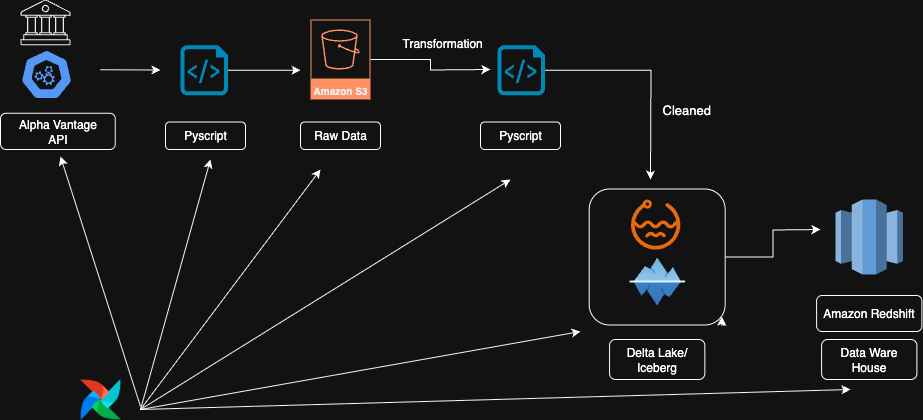 Transformation
Amazon S3
Cleaned
Alpha Vantage
API
Pyscript
Raw Data
Pyscript
Amazon Redshift
Delta Lake/
Iceberg
Data Ware
House